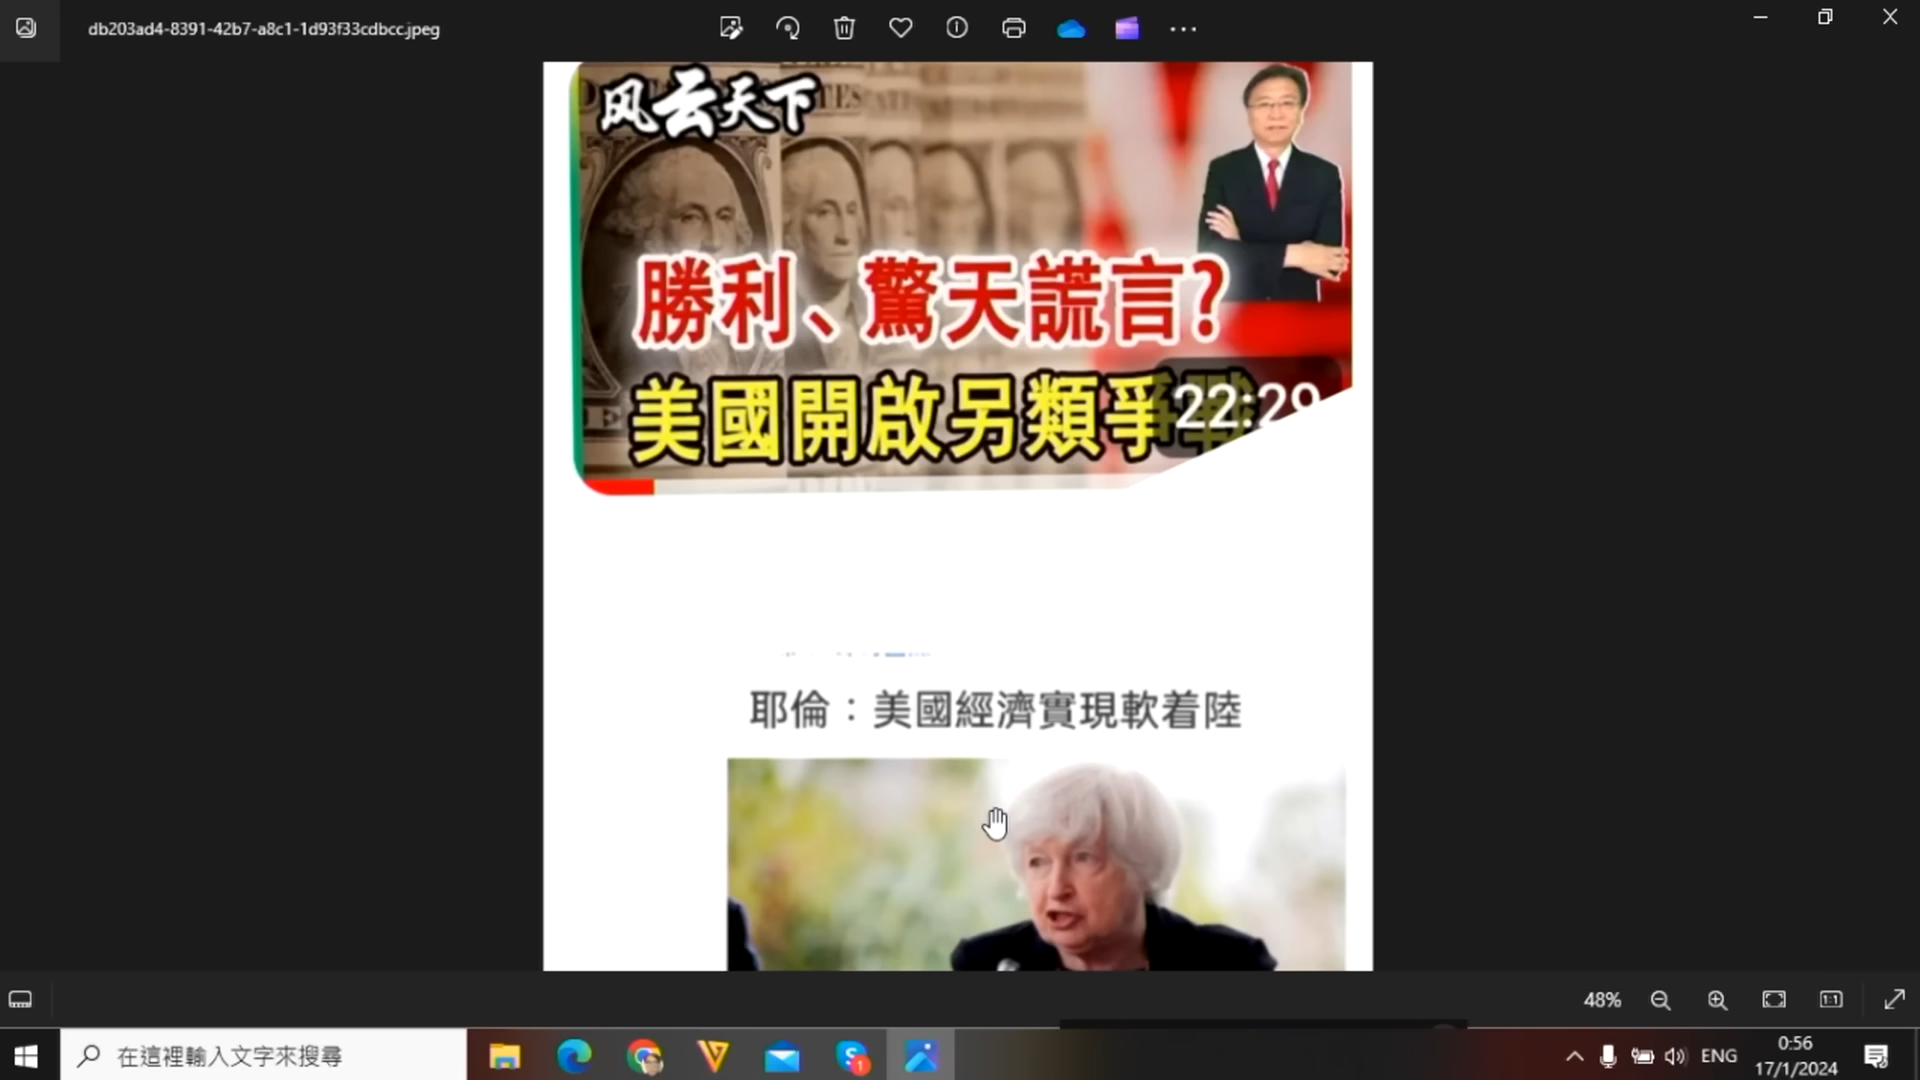 db203ad4-8391-42b7-a8c1-1d93f33cdbcc.jpeg
风云天下
勝利、驚天謊言?
美國開啟另類爭戰
22:29
耶倫：美國經濟實現軟着陸
48%
在這裡輸入文字來搜尋
ENG
0:56
17/1/2024